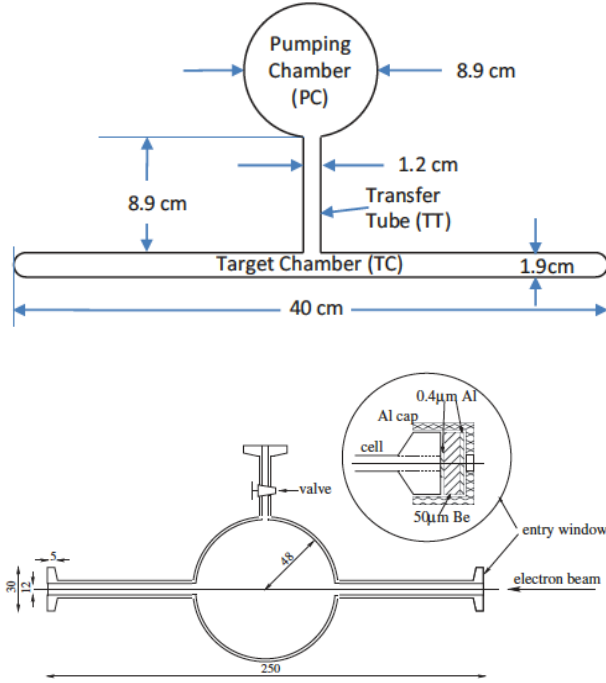 Pumping
Chamber
(PC)
8.9 cm
1.2 cm
8.9 cm
Transfer
Tube (TT)
Target Chamber (TC)
1.9cm
40 cm
0.4μm Al
Al cap
cell
valve
50μm Be
entry window
48
5
30
12
electron beam
250